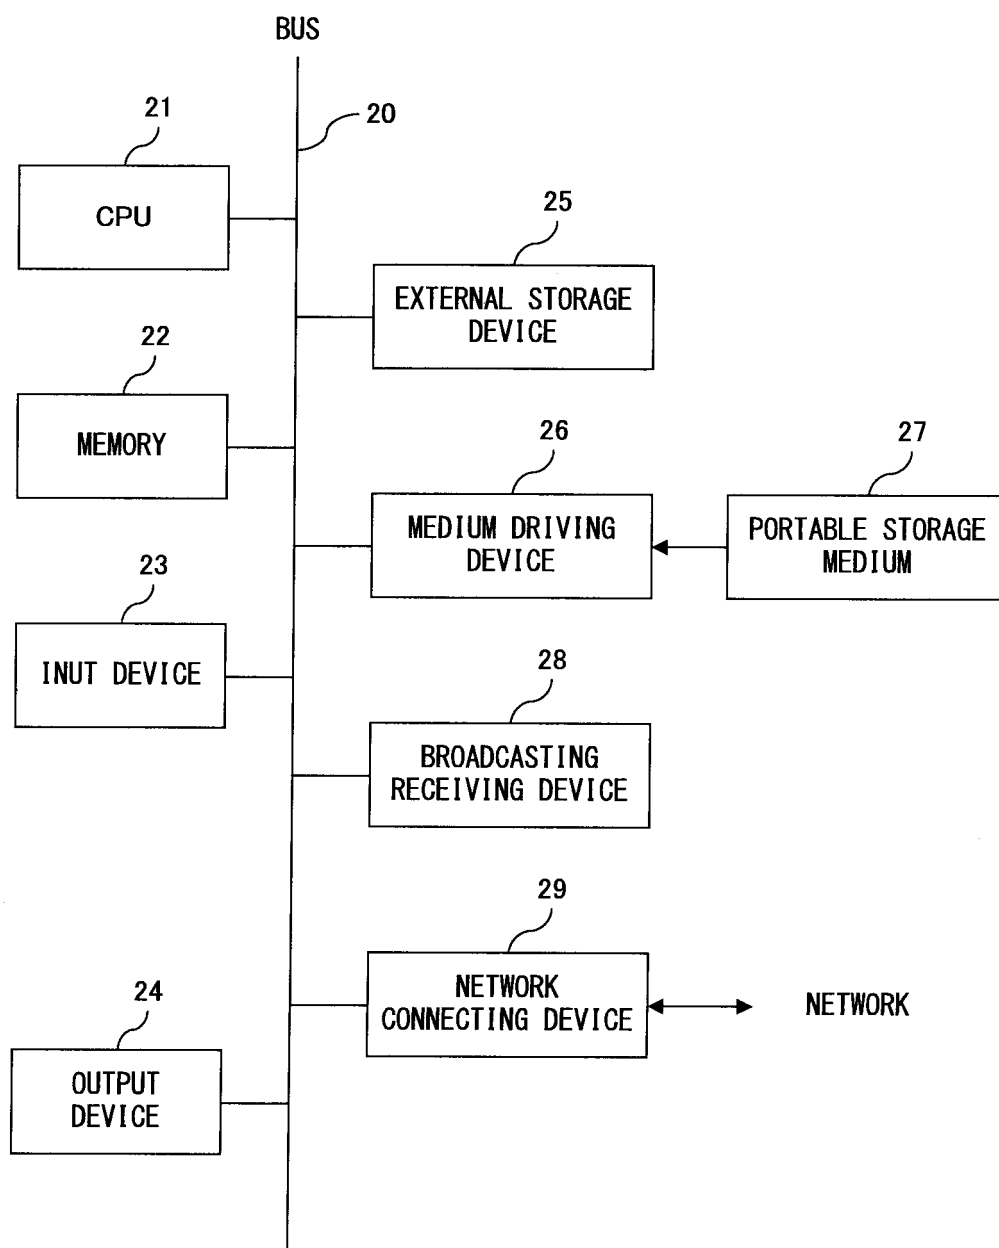 BUS
20
21
CPU
25
EXTERNAL STORAGE
DEVICE
22
MEMORY
26
MEDIUM DRIVING
DEVICE
27
PORTABLE STORAGE
MEDIUM
23
INUT DEVICE
28
BROADCASTING
RECEIVING DEVICE
29
NETWORK
CONNECTING DEVICE
NETWORK
24
OUTPUT
DEVICE